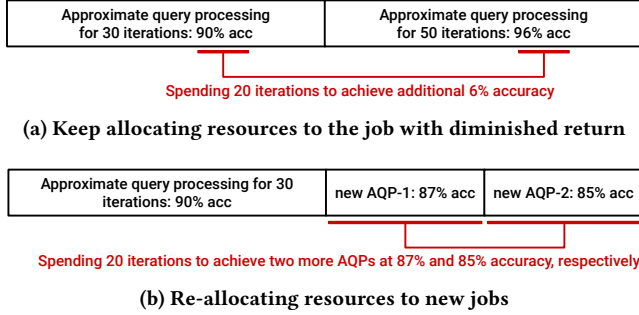 Approximate query processing
for 30 iterations: 90% acc
Approximate query processing
for 50 iterations: 96% acc
Spending 20 iterations to achieve additional 6% accuracy
(a) Keep allocating resources to the job with diminished return
Approximate query processing for 30
iterations: 90% acc
new AQP-1: 87% acc
new AQP-2: 85% acc
Spending 20 iterations to achieve two more AQPs at 87% and 85% accuracy, respectively
(b) Re-allocating resources to new jobs